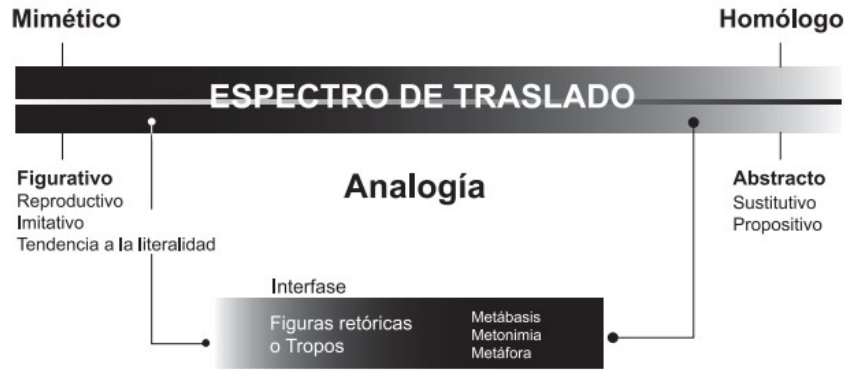 Mimético
Homólogo
ESPECTRO DE TRASLADO
Figurativo
Reproductivo
Imitativo
Tendencia a la literalidad
Analogía
Abstracto
Sustitutivo
Propositivo
Interfase
Figuras retóricas
o Tropos
Metábasis
Metonimia
Metáfora